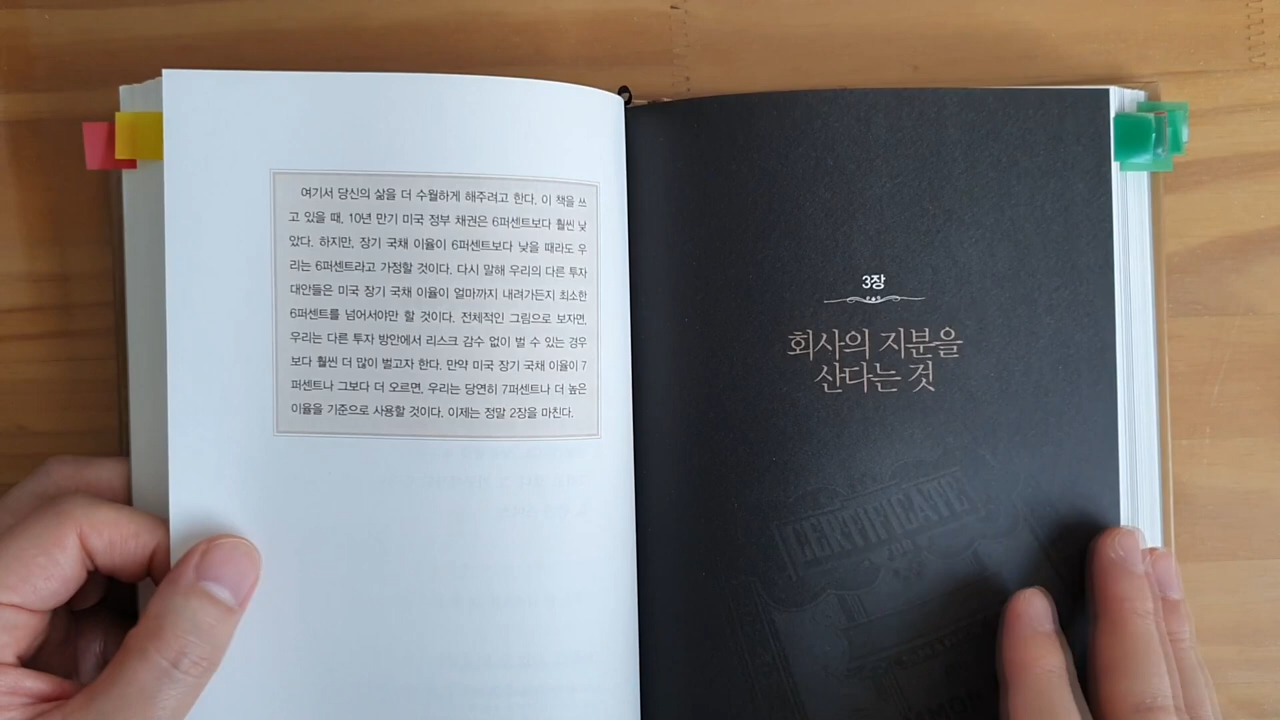 여기서 당신의 삶을 더 수월하게 해주려고 한다. 이 책을 쓰
고 있을 때, 10년 만기 미국 정부 채권은 6퍼센트보다 훨씬 낮
았다. 하지만, 장기 국채 이율이 6퍼센트보다 낮을 때라도 우
리는 6퍼센트라고 가정할 것이다. 다시 말해 우리의 다른 투자
대안들은 미국 장기 국채 이율이 얼마까지 내려가든지 최소한
6퍼센트를 넘어서야만 할 것이다. 전체적인 그림으로 보자면,
우리는 다른 투자 방안에서 리스크 감수 없이 벌 수 있는 경우
보다 훨씬 더 많이 벌고자 한다. 만약 미국 장기 국채 이율이 7
퍼센트나 그보다 더 오르면, 우리는 당연히 7퍼센트나 더 높은
이율을 기준으로 사용할 것이다. 이제는 정말 2장을 마친다.
3장
회사의 지분을
산다는 것
CERTIFICATE